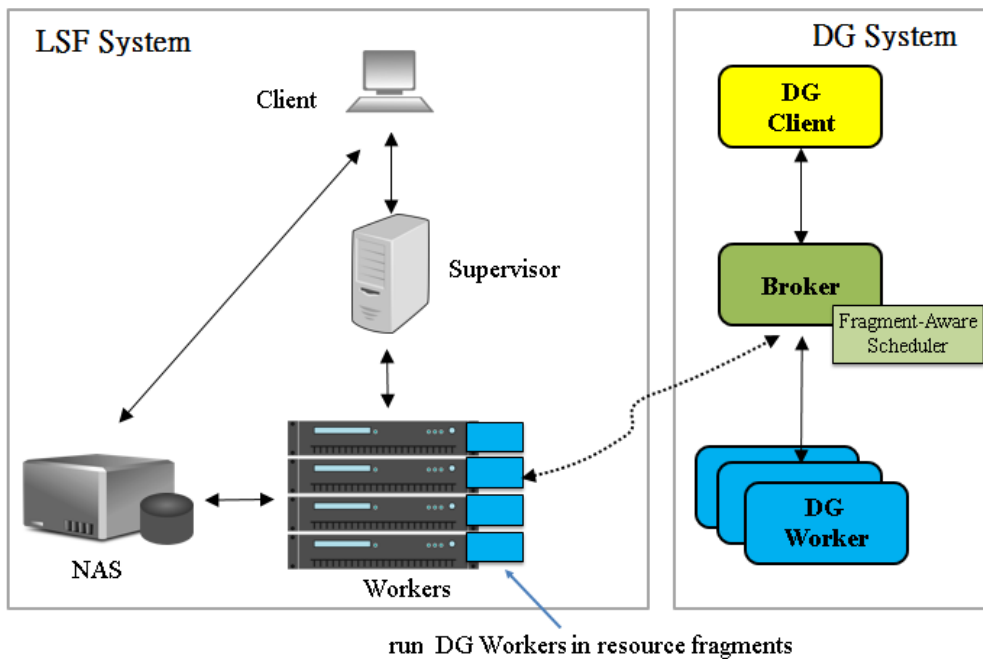 LSF System
Client
Supervisor
NAS
Workers
DG System
DG
Client
Broker
Fragment-Aware
Scheduler
DG
Worker
run DG Workers in resource fragments